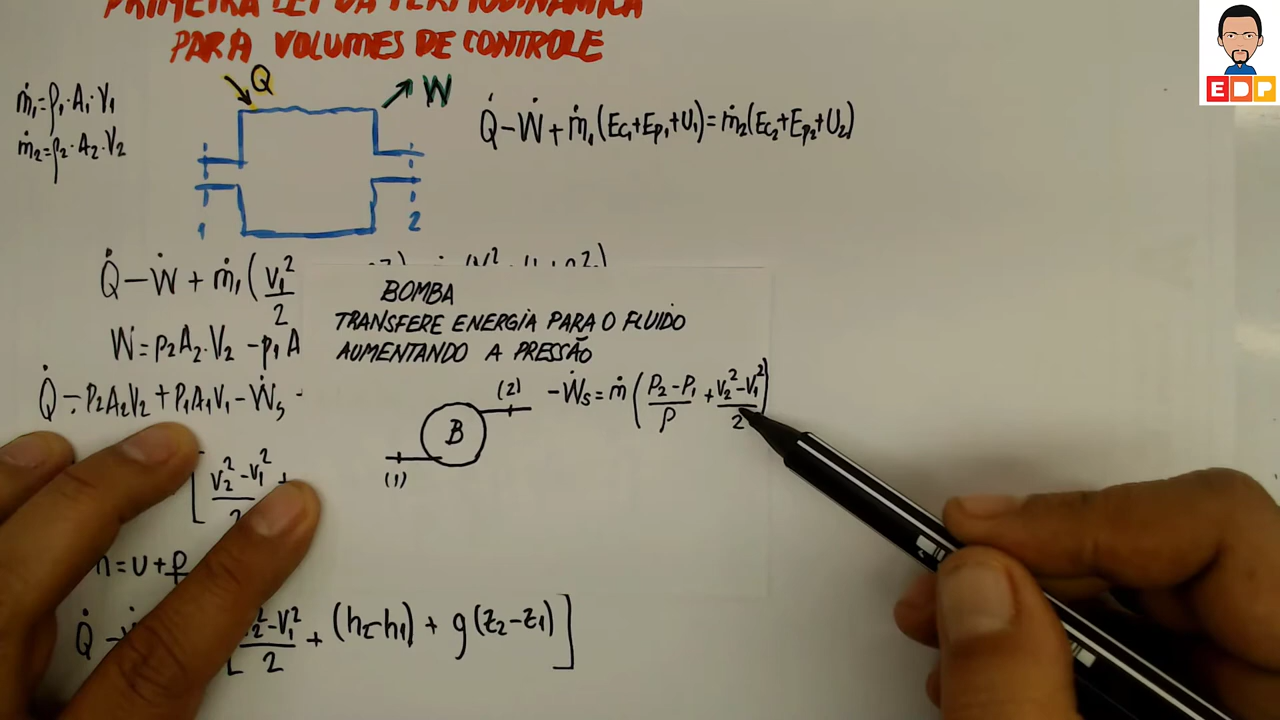 PRIMEIRA LEI DA TERMODINÂMICA
PARA VOLUMES DE CONTROLE
EDP
ṁ₁=ρ₁·A₁·V₁
ṁ₂=ρ₂·A₂·V₂
Q
W
1
2
Q̇-Ẇ+ṁ₁(Ec₁+Ep₁+U₁)=ṁ₂(Ec₂+Ep₂+U₂)
Q̇-Ẇ+ṁ₁(V₁²/2
Ẇ=p₂A₂·V₂-p₁A
Q̇-p₂A₂V₂+p₁A₁V₁-Ẇs
[V₂²-V₁²
h=u+p
Q̇
V₁²/2+(h₂-h₁)+g(z₂-z₁)]
BOMBA
TRANSFERE ENERGIA PARA O FLUIDO
AUMENTANDO A PRESSÃO
(2)
B
(1)
-Ẇs=ṁ(p₂-p₁/ρ+V₂²-V₁²/2)